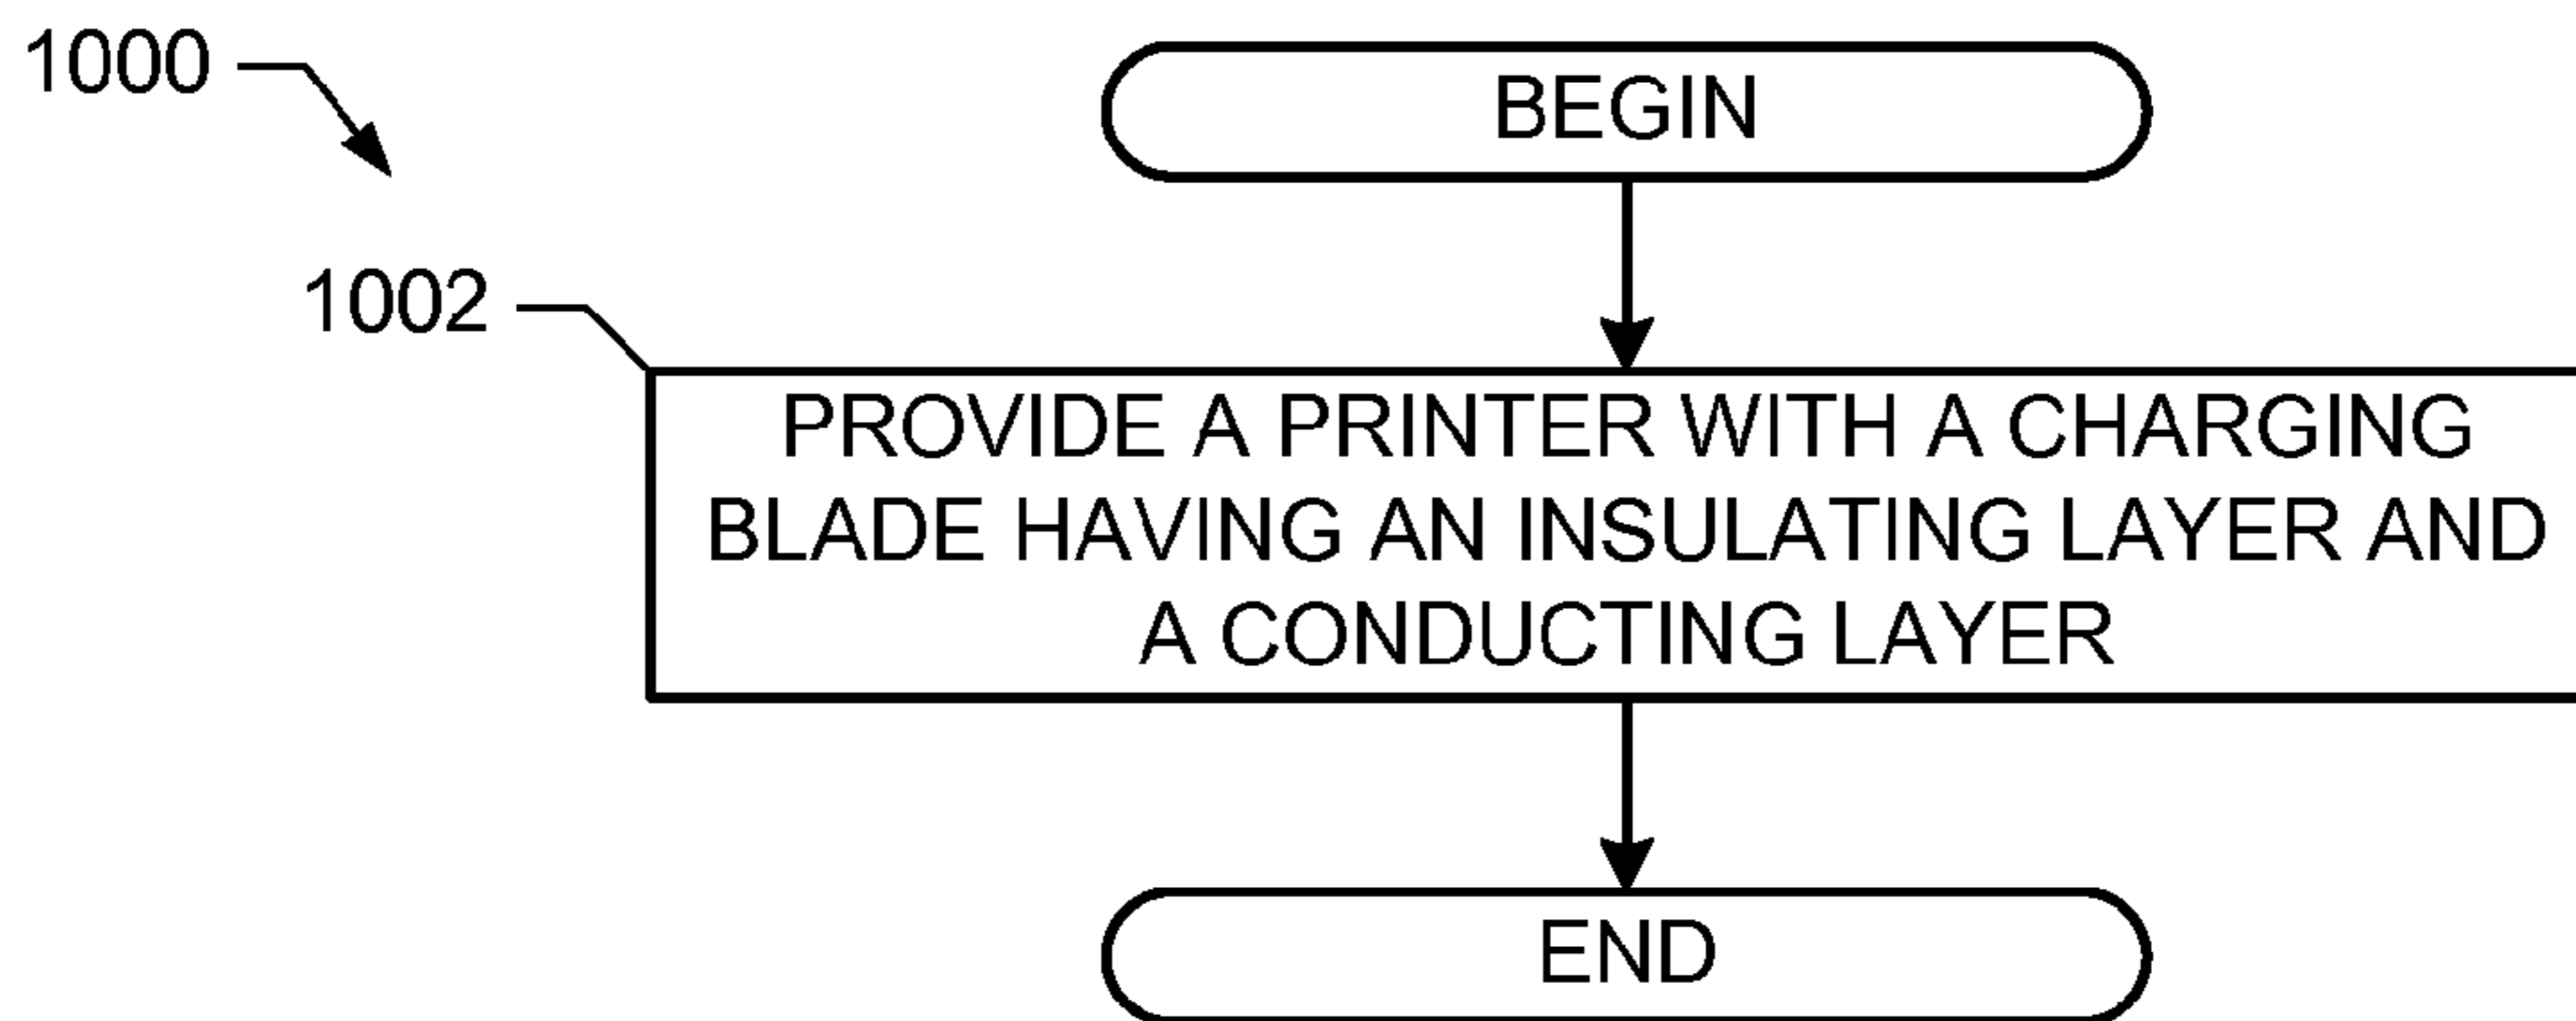 1000
BEGIN
1002
PROVIDE A PRINTER WITH A CHARGING
BLADE HAVING AN INSULATING LAYER AND
A CONDUCTING LAYER
END